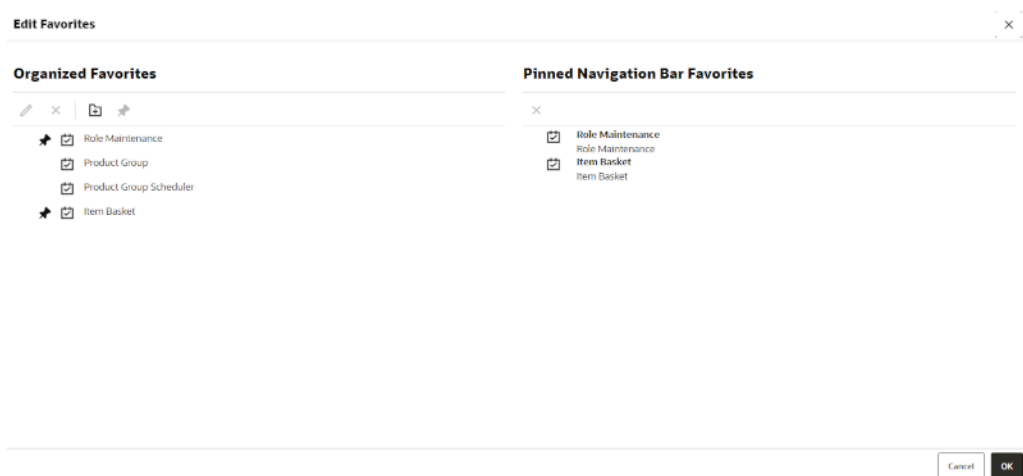 Edit Favorites
Organized Favorites
Role Maintenance
Product Group
Product Group Scheduler
Item Basket
Pinned Navigation Bar Favorites
Role Maintenance
Role Maintenance
Item Basket
Item Basket
Cancel
OK